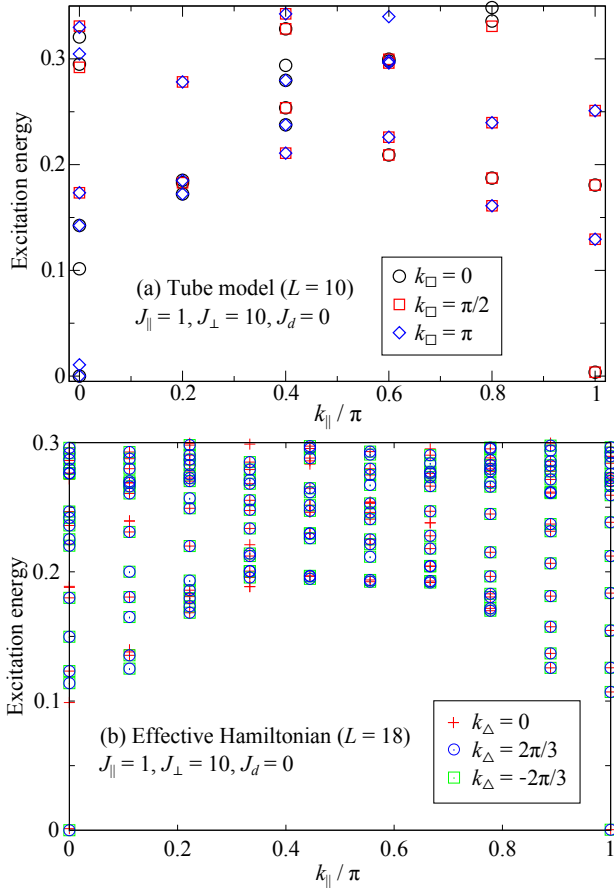 0.3
0.2
0.1
0
Excitation energy
(a) Tube model (L = 10)
J∥ = 1, J⊥ = 10, Jd = 0
k□ = 0
k□ = π/2
k□ = π
0 0.2 0.4 0.6 0.8 1
k∥ / π
0.3
0.2
0.1
0
Excitation energy
(b) Effective Hamiltonian (L = 18)
J∥ = 1, J⊥ = 10, Jd = 0
k△ = 0
k△ = 2π/3
k△ = -2π/3
0 0.2 0.4 0.6 0.8 1
k∥ / π